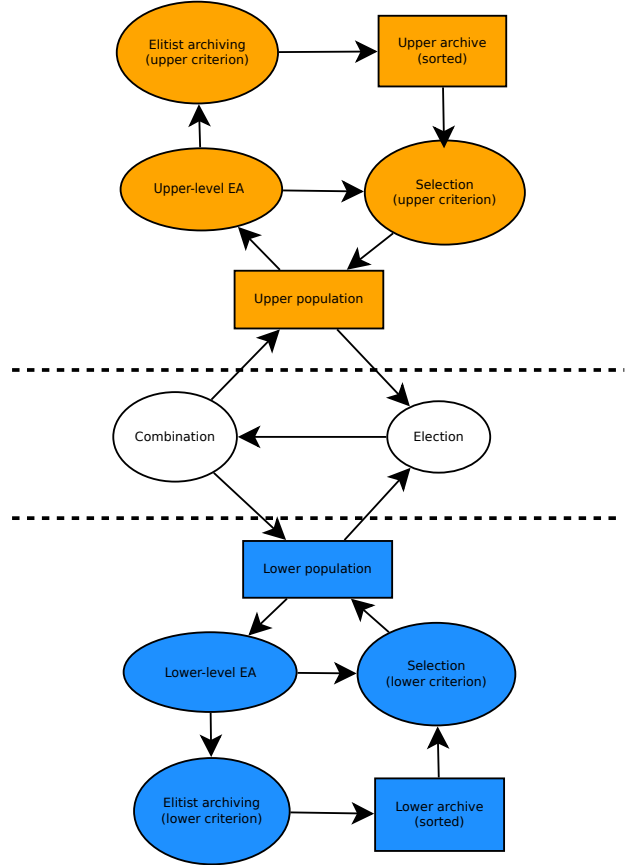 Elitist archiving
(upper criterion)
Upper archive
(sorted)
Upper-level EA
Selection
(upper criterion)
Upper population
Combination
Election
Lower population
Lower-level EA
Selection
(lower criterion)
Elitist archiving
(lower criterion)
Lower archive
(sorted)